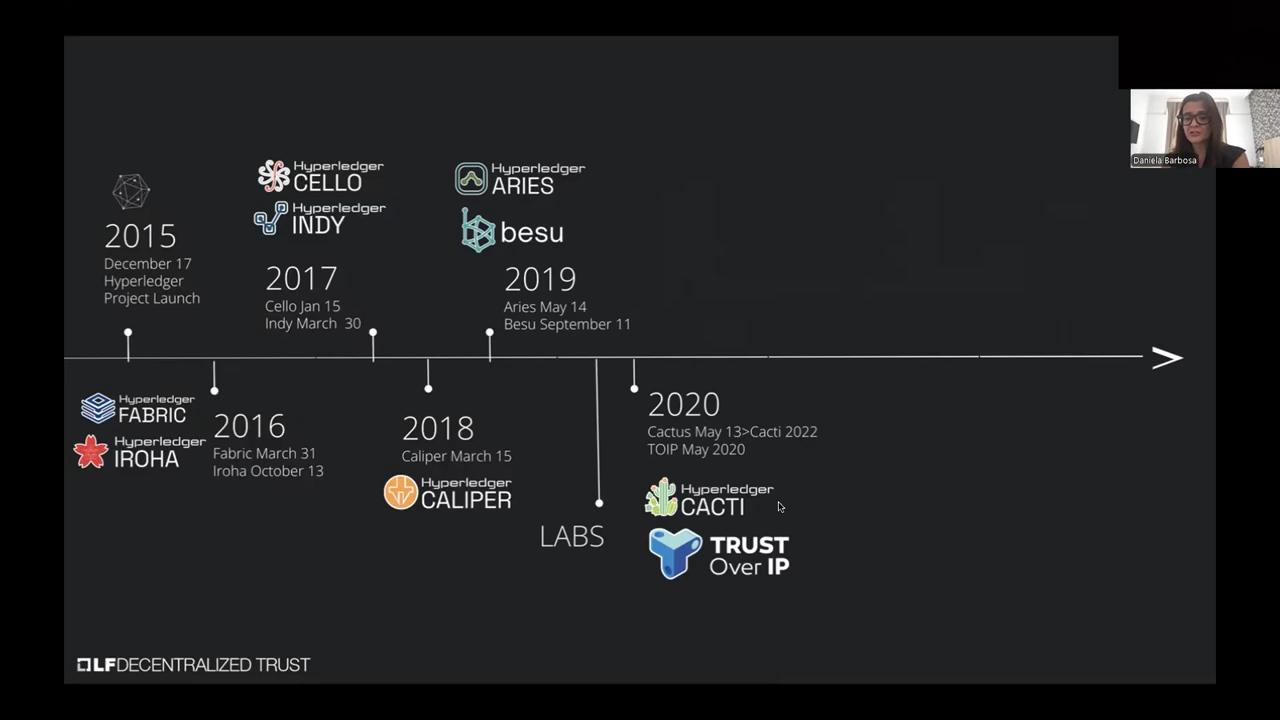 2015
December 17
Hyperledger
Project Launch
Hyperledger
FABRIC
Hyperledger
IROHA
2016
Fabric March 31
Iroha October 13
Hyperledger
CELLO
Hyperledger
INDY
2017
Cello Jan 15
Indy March 30
2018
Caliper March 15
Hyperledger
CALIPER
Hyperledger
ARIES
besu
2019
Aries May 14
Besu September 11
LABS
2020
Cactus May 13>Cacti 2022
TOIP May 2020
Hyperledger
CACTI
TRUST
Over IP
LFDECENTRALIZED TRUST
Daniela Barbosa